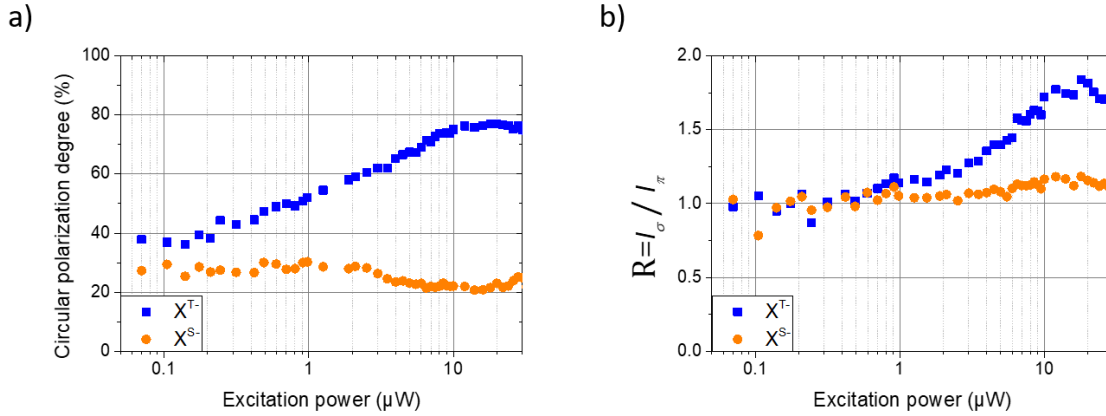 a)
Circular polarization degree (%)
100
80
60
40
20
0
X^T-
X^S-
0.1
1
10
Excitation power (µW)
b)
R=I_σ / I_π
2.0
1.5
1.0
0.5
0.0
X^T-
X^S-
0.1
1
10
Excitation power (µW)